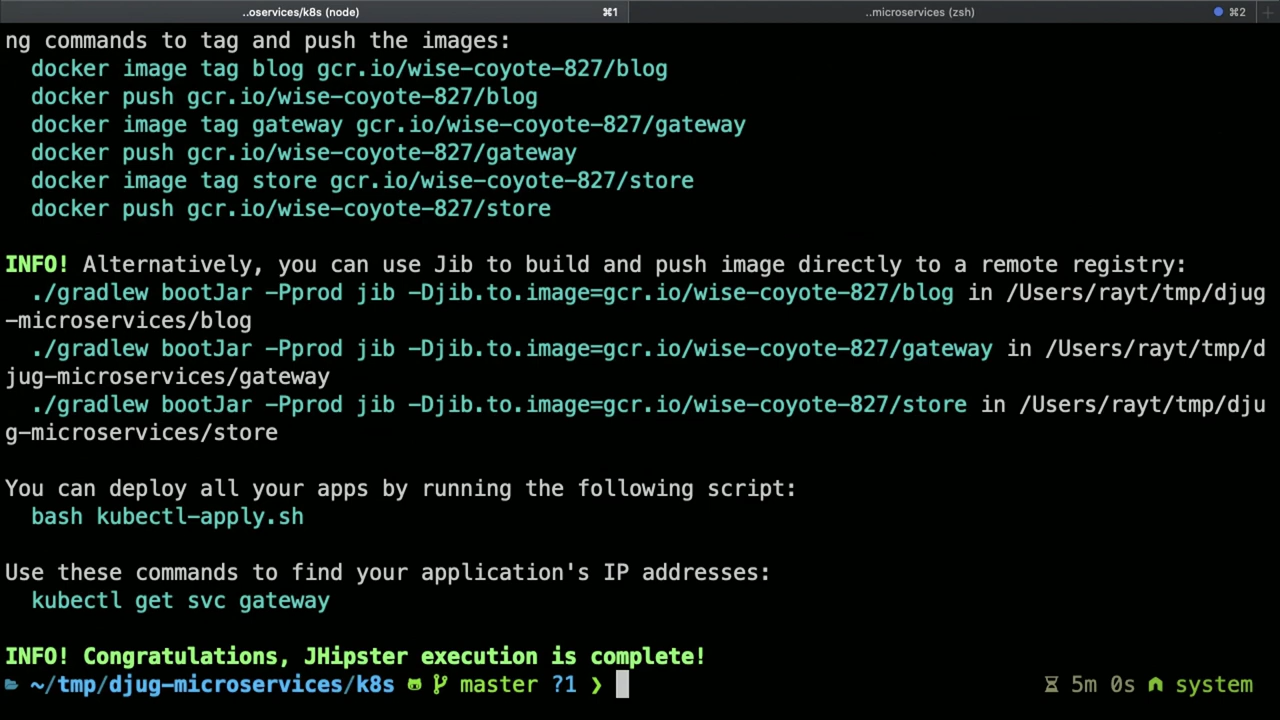 ..oservices/k8s (node) ⌘1 ..microservices (zsh) ⌘2
ng commands to tag and push the images:
docker image tag blog gcr.io/wise-coyote-827/blog
docker push gcr.io/wise-coyote-827/blog
docker image tag gateway gcr.io/wise-coyote-827/gateway
docker push gcr.io/wise-coyote-827/gateway
docker image tag store gcr.io/wise-coyote-827/store
docker push gcr.io/wise-coyote-827/store
INFO! Alternatively, you can use Jib to build and push image directly to a remote registry:
./gradlew bootJar -Pprod jib -Djib.to.image=gcr.io/wise-coyote-827/blog in /Users/rayt/tmp/djug
-microservices/blog
./gradlew bootJar -Pprod jib -Djib.to.image=gcr.io/wise-coyote-827/gateway in /Users/rayt/tmp/d
jug-microservices/gateway
./gradlew bootJar -Pprod jib -Djib.to.image=gcr.io/wise-coyote-827/store in /Users/rayt/tmp/dju
g-microservices/store
You can deploy all your apps by running the following script:
bash kubectl-apply.sh
Use these commands to find your application's IP addresses:
kubectl get svc gateway
INFO! Congratulations, JHipster execution is complete!
~/tmp/djug-microservices/k8s master ?1 ❯ 5m 0s system